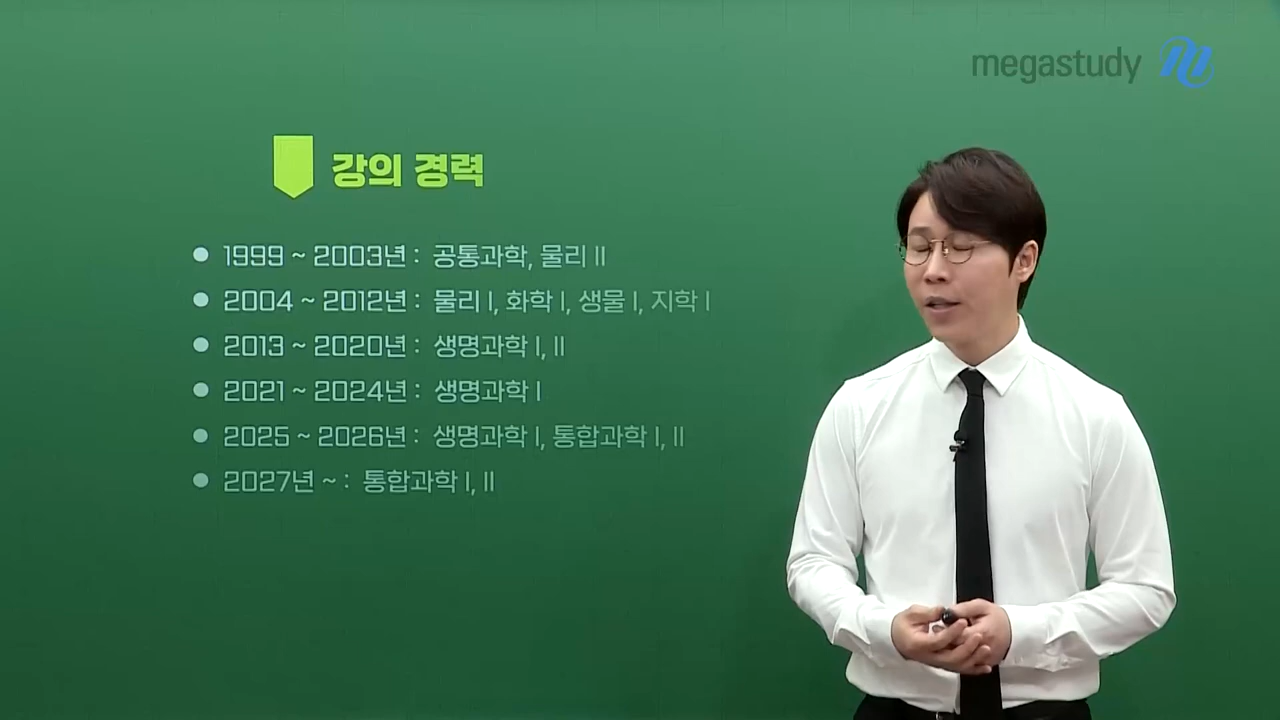 megastudy
강의 경력
● 1999 ~ 2003년 : 공통과학, 물리 II
● 2004 ~ 2012년 : 물리 I, 화학 I, 생물 I, 지학 I
● 2013 ~ 2020년 : 생명과학 I, II
● 2021 ~ 2024년 : 생명과학 I
● 2025 ~ 2026년 : 생명과학 I, 통합과학 I, II
● 2027년 ~ : 통합과학 I, II